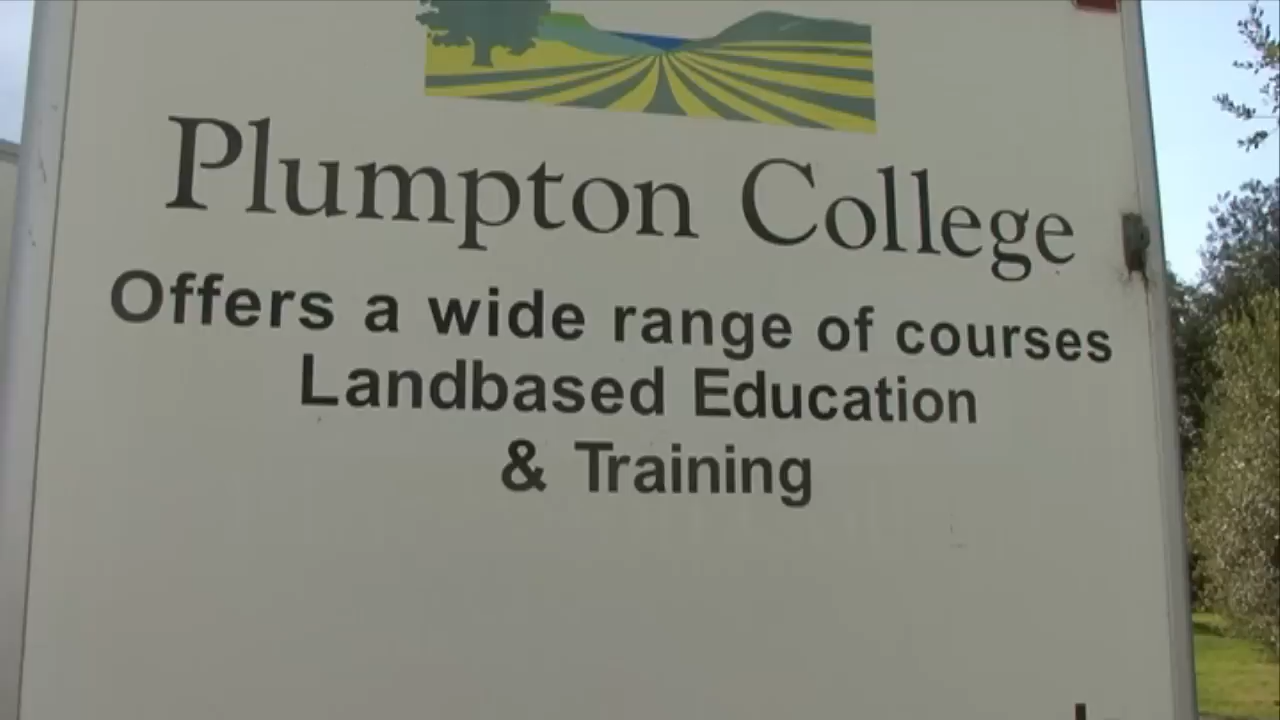 Plumpton College
Offers a wide range of courses
Landbased Education
& Training